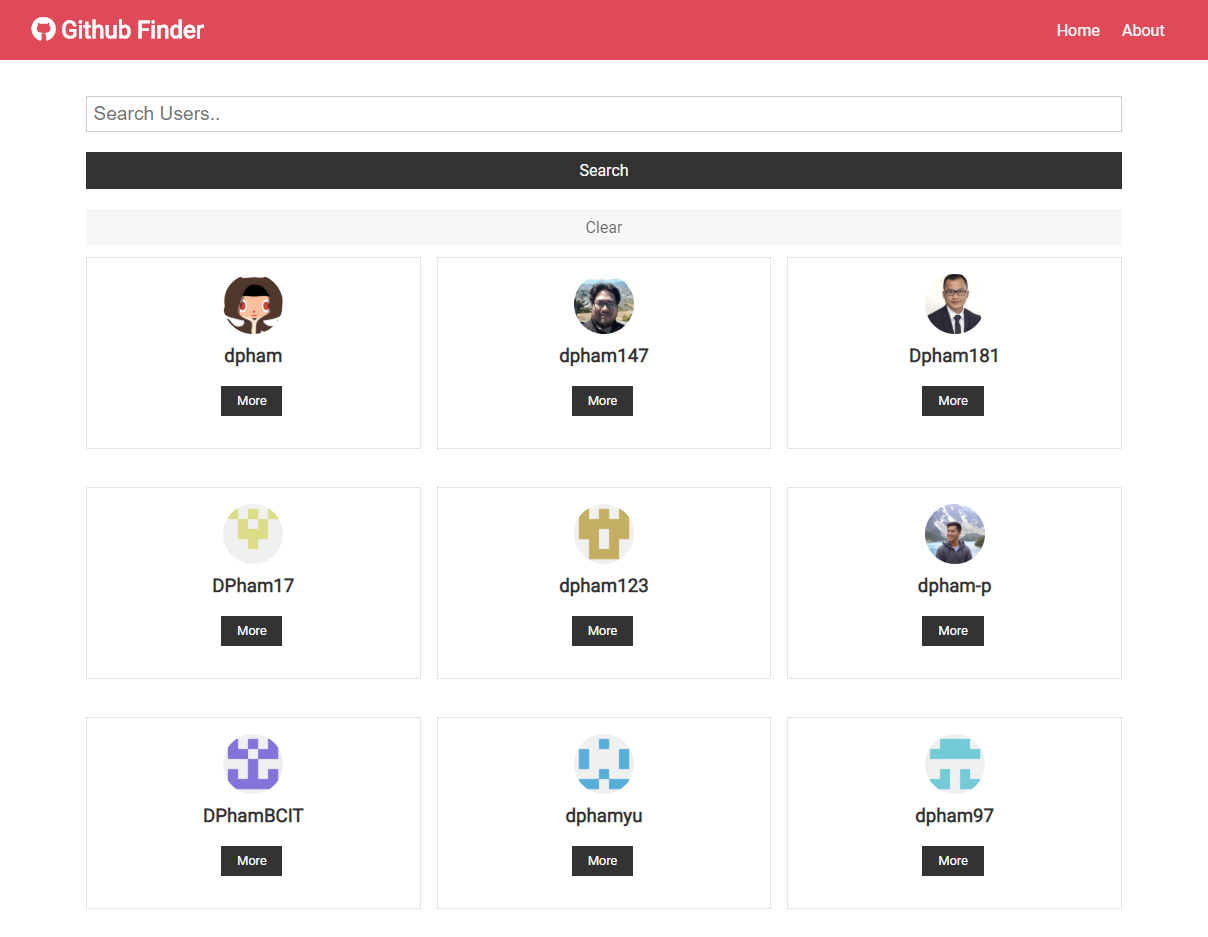 Github Finder
Home About
Search Users..
Search
Clear
dpham dpham147 Dpham181
More More More
DPham17 dpham123 dpham-p
More More More
DPhamBCIT dphamyu dpham97
More More More